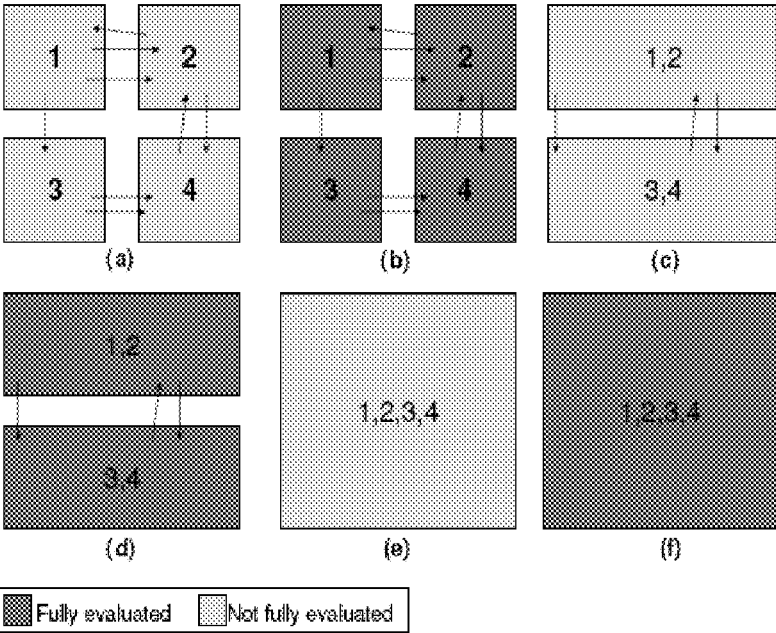 1 2
3 4
(a)
1 2
3 4
(b)
1,2
3,4
(c)
1,2
3,4
(d)
1,2,3,4
(e)
1,2,3,4
(f)
Fully evaluated Not fully evaluated